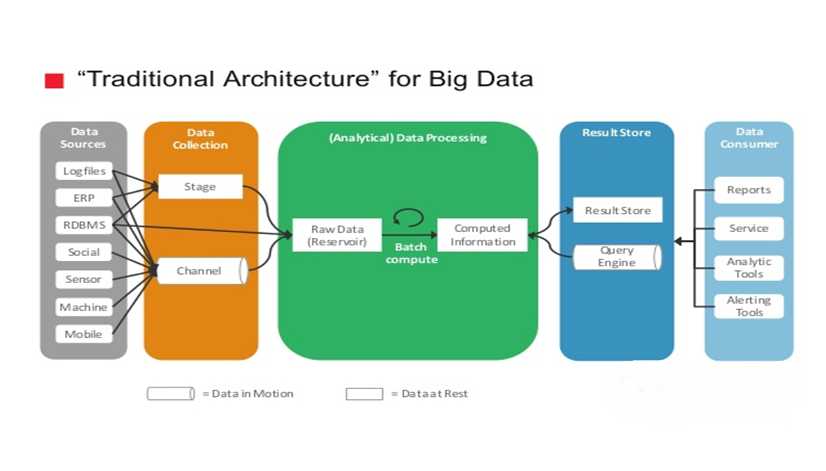 “Traditional Architecture” for Big Data
Data
Sources
Logfiles
ERP
RDBMS
Social
Sensor
Machine
Mobile
Data
Collection
Stage
Channel
(Analytical) Data Processing
Raw Data
(Reservoir)
Batch
compute
Computed
Information
Result Store
Result Store
Query
Engine
Data
Consumer
Reports
Service
Analytic
Tools
Alerting
Tools
= Data in Motion
= Data at Rest